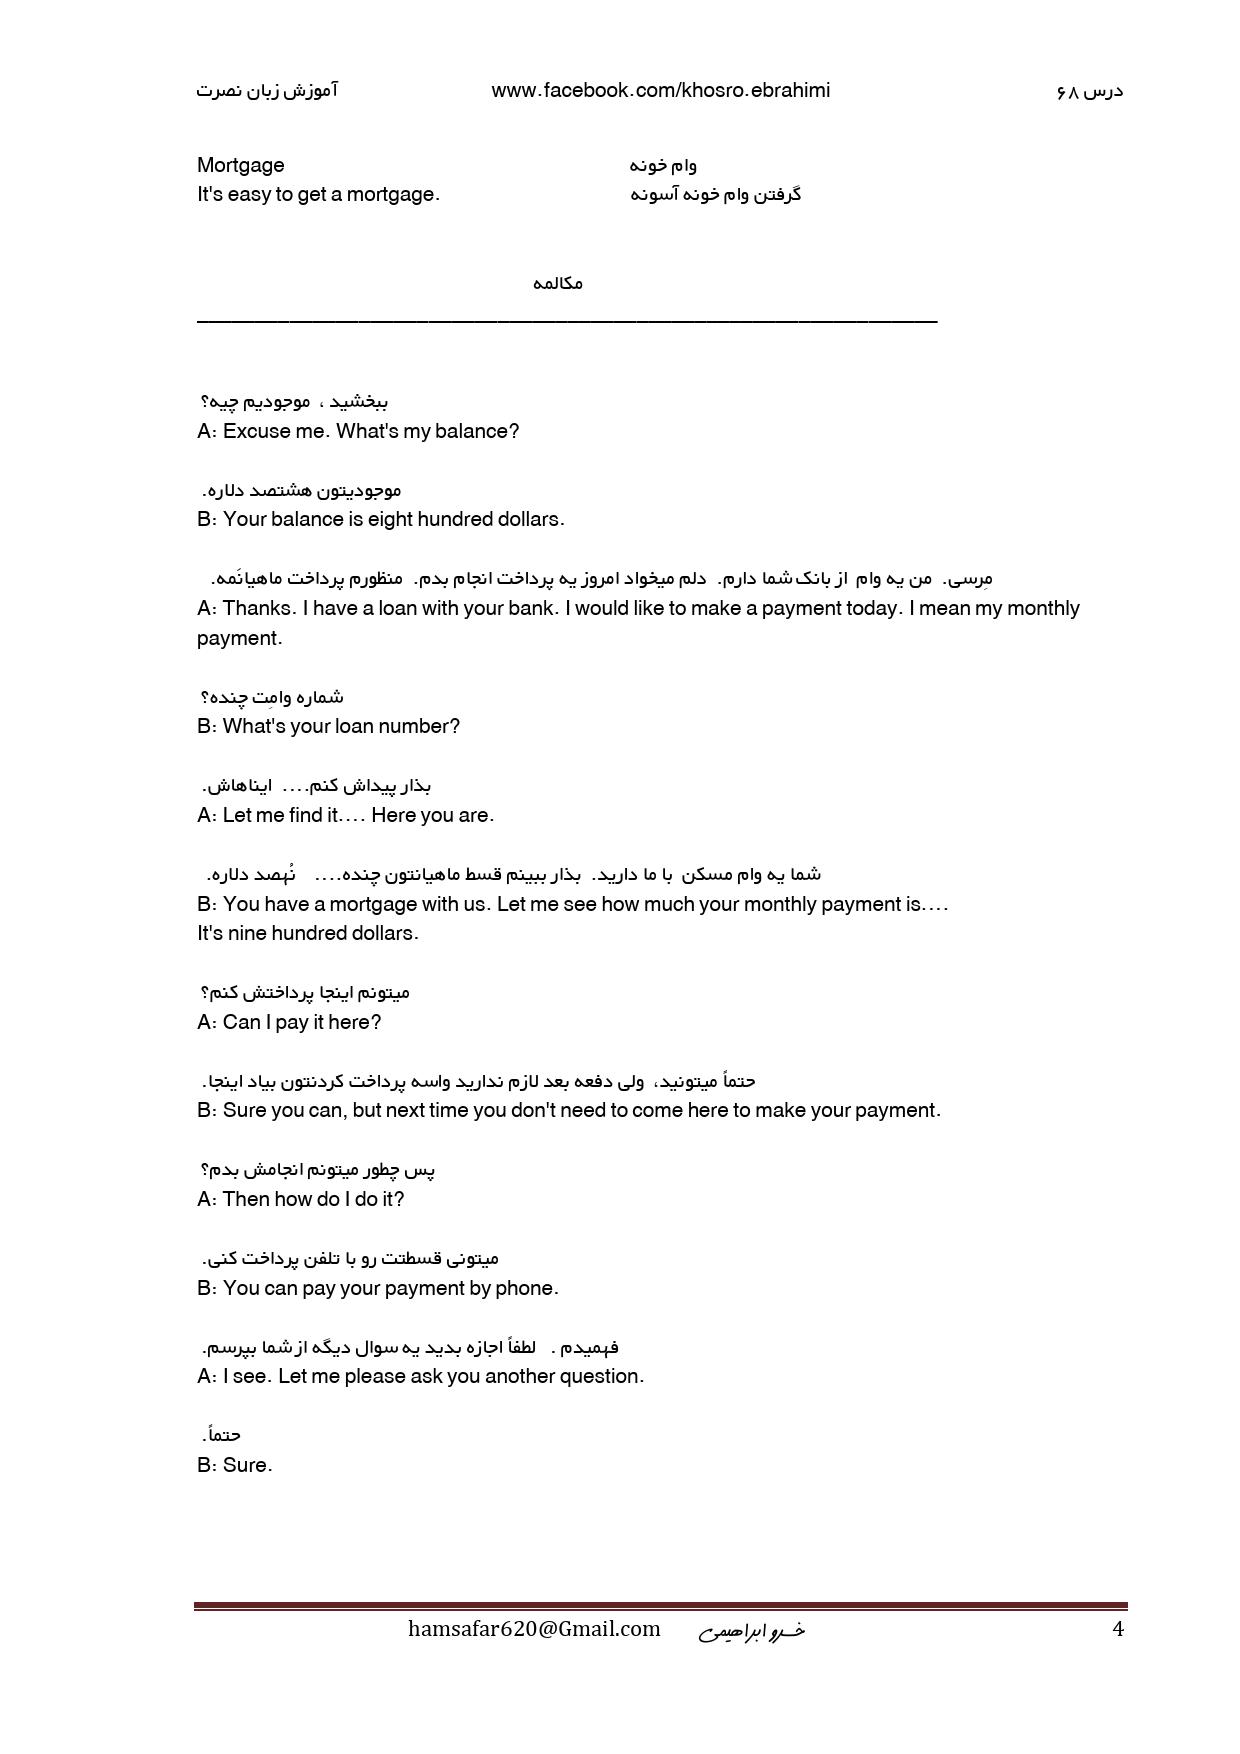 درس ۶۸ www.facebook.com/khosro.ebrahimi آموزش زبان نصرت
Mortgage وام خونه
It's easy to get a mortgage. گرفتن وام خونه آسونه
مکالمه
ببخشید ، موجودیم چیه؟
A: Excuse me. What's my balance?
موجودیتون هشتصد دلاره.
B: Your balance is eight hundred dollars.
مِرسی. من یه وام از بانک شما دارم. دلم میخواد امروز یه پرداخت انجام بدم. منظورم پرداخت ماهیانَمه.
A: Thanks. I have a loan with your bank. I would like to make a payment today. I mean my monthly
payment.
شماره وامِت چنده؟
B: What's your loan number?
بذار پیداش کنم.... ایناهاش.
A: Let me find it.... Here you are.
شما یه وام مسکن با ما دارید. بذار ببینم قسط ماهیانتون چنده.... نُهصد دلاره.
B: You have a mortgage with us. Let me see how much your monthly payment is....
It's nine hundred dollars.
میتونم اینجا پرداختش کنم؟
A: Can I pay it here?
حتماً میتونید، ولی دفعه بعد لازم ندارید واسه پرداخت کردنتون بیاد اینجا.
B: Sure you can, but next time you don't need to come here to make your payment.
پس چطور میتونم انجامش بدم؟
A: Then how do I do it?
میتونی قسطتت رو با تلفن پرداخت کنی.
B: You can pay your payment by phone.
فهمیدم . لطفاً اجازه بدید یه سوال دیگه از شما بپرسم.
A: I see. Let me please ask you another question.
حتماً.
B: Sure.
hamsafar620@Gmail.com خسرو ابراهیمی 4